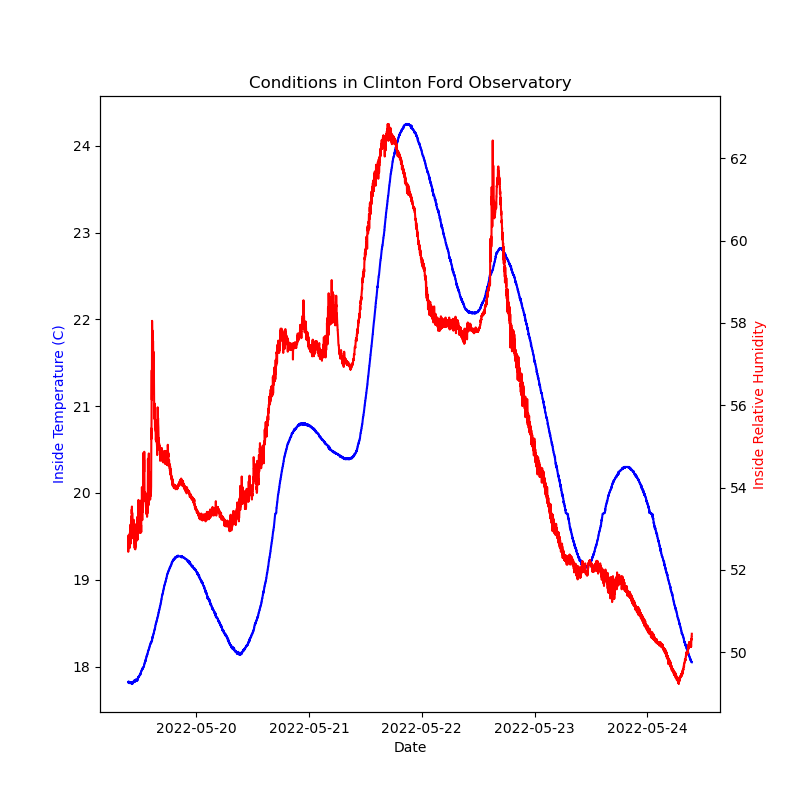 Conditions in Clinton Ford Observatory
Inside Temperature (C)
24
23
22
21
20
19
18
62
60
58
56
54
52
50
Inside Relative Humidity
2022-05-20 2022-05-21 2022-05-22 2022-05-23 2022-05-24
Date